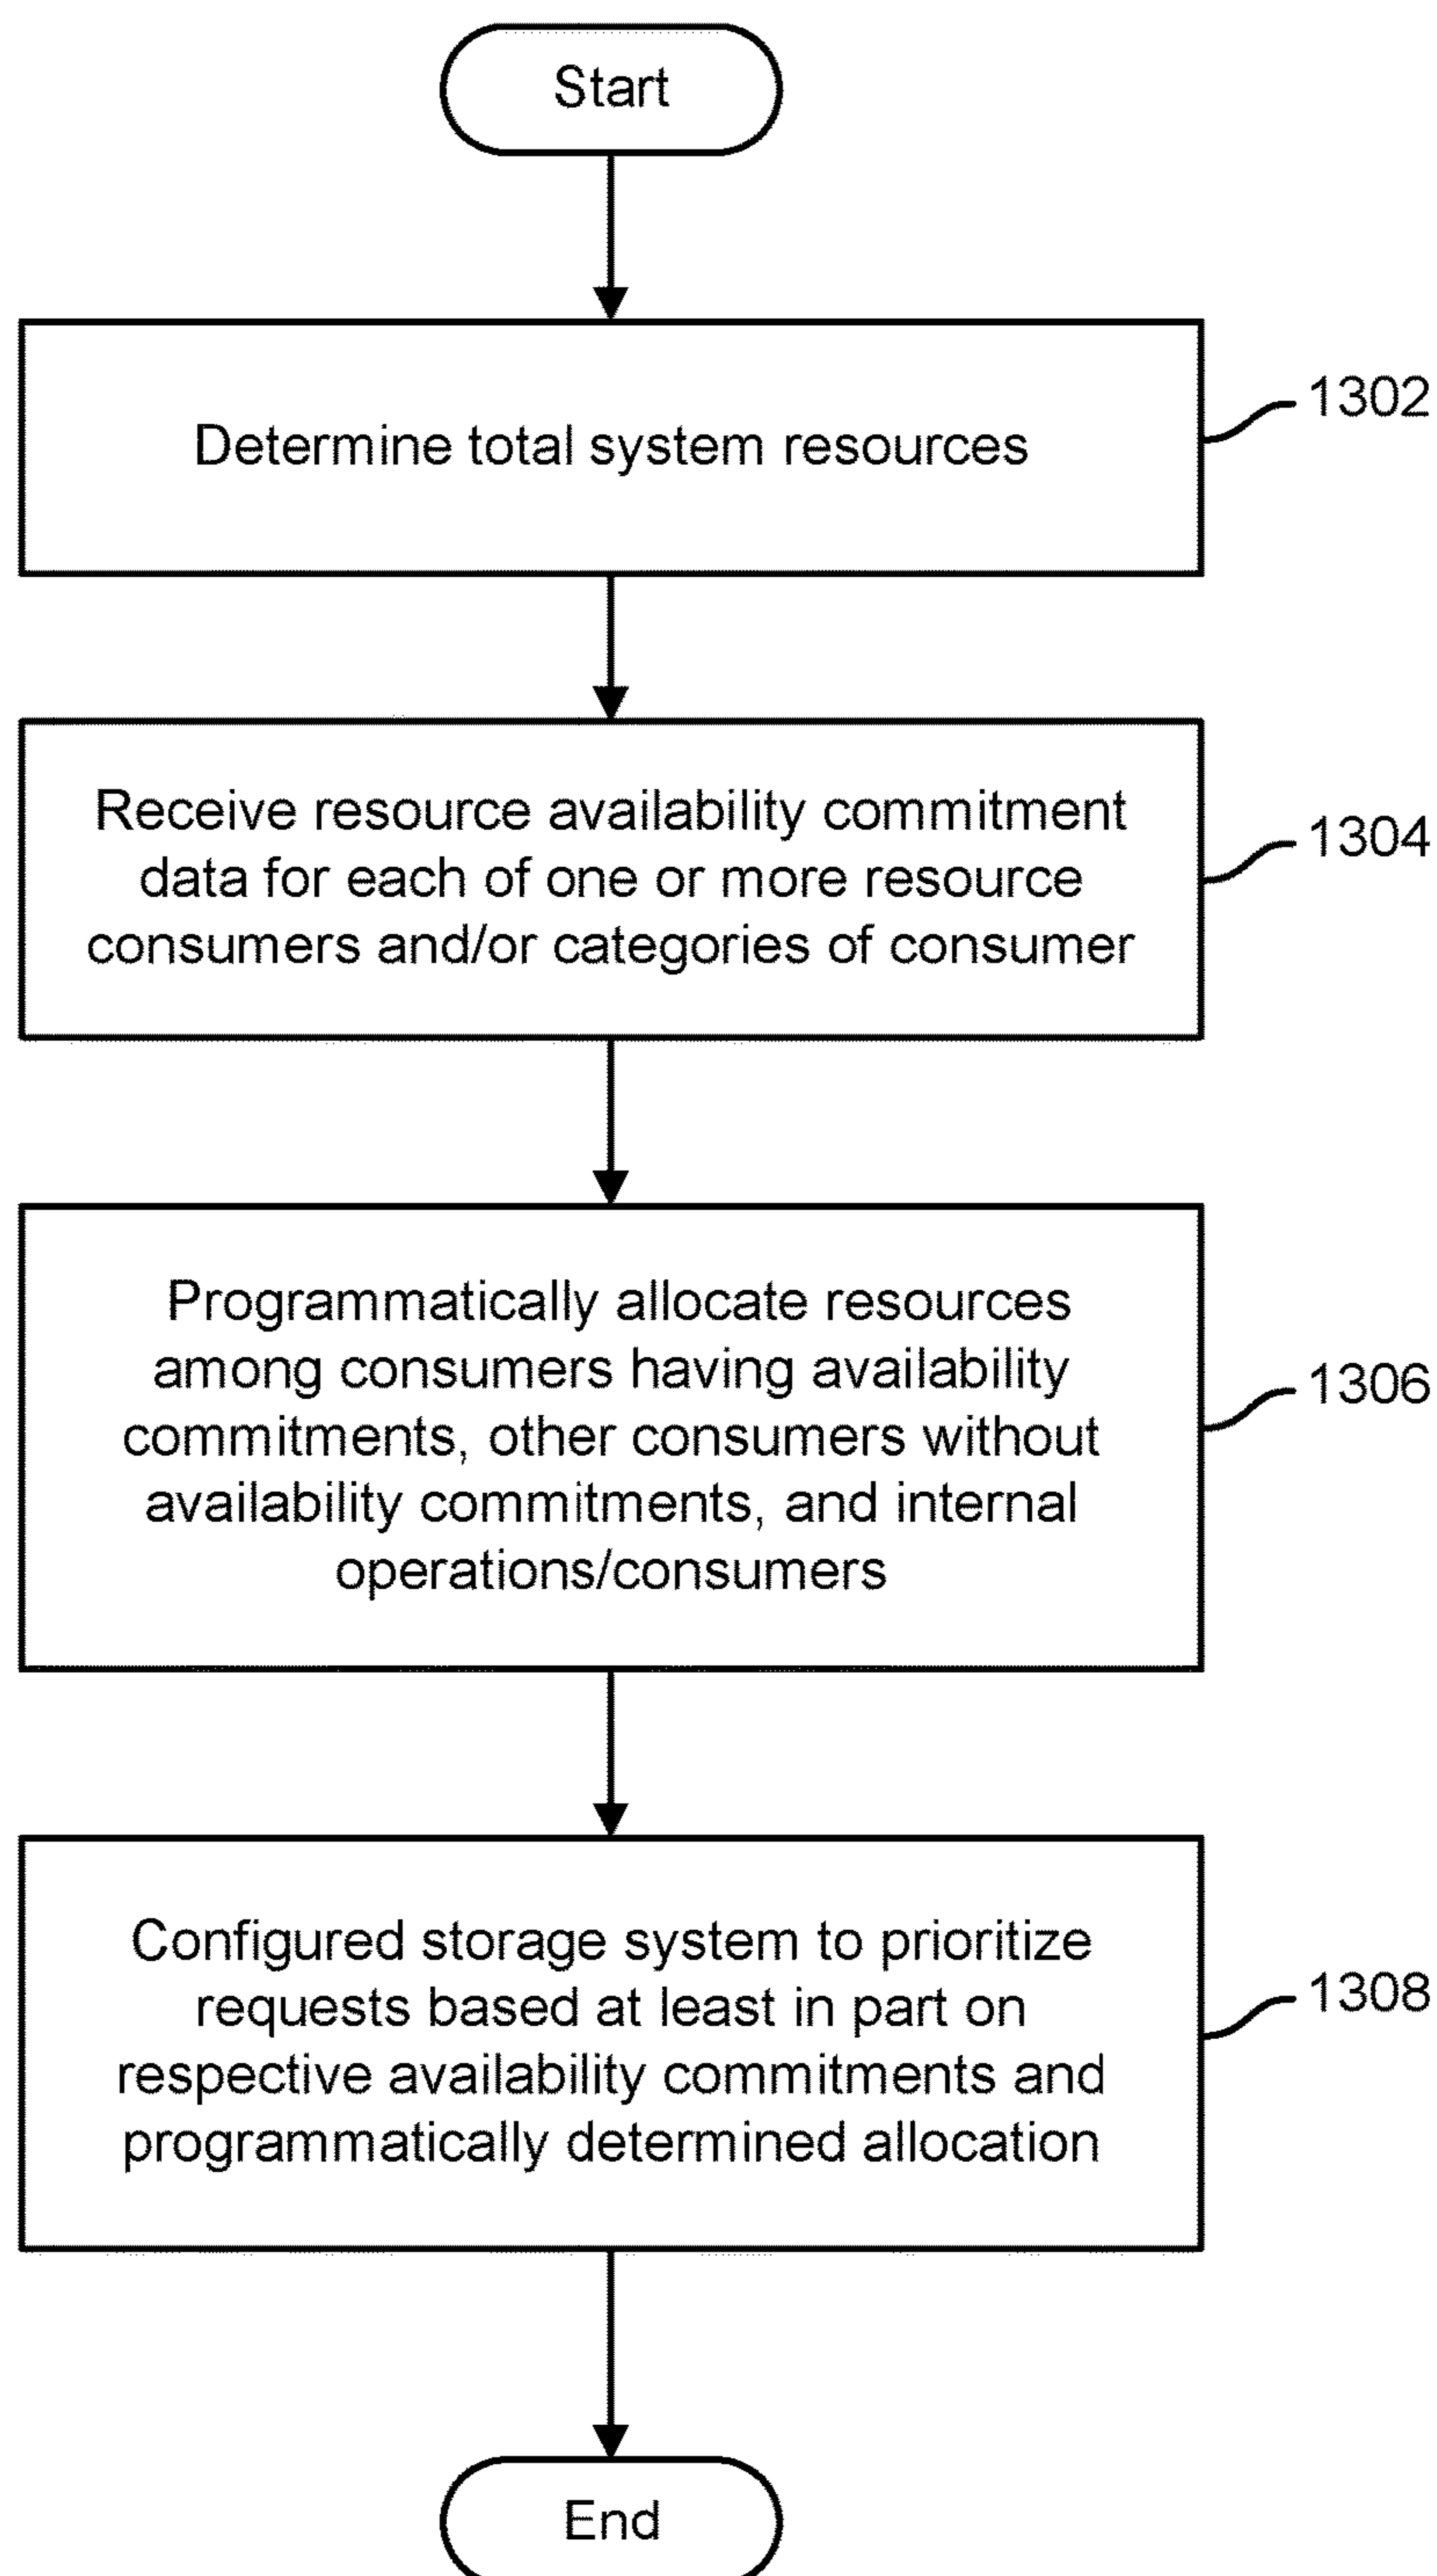 Start
Determine total system resources
1302
Receive resource availability commitment
data for each of one or more resource
consumers and/or categories of consumer
1304
Programmatically allocate resources
among consumers having availability
commitments, other consumers without
availability commitments, and internal
operations/consumers
1306
Configured storage system to prioritize
requests based at least in part on
respective availability commitments and
programmatically determined allocation
1308
End